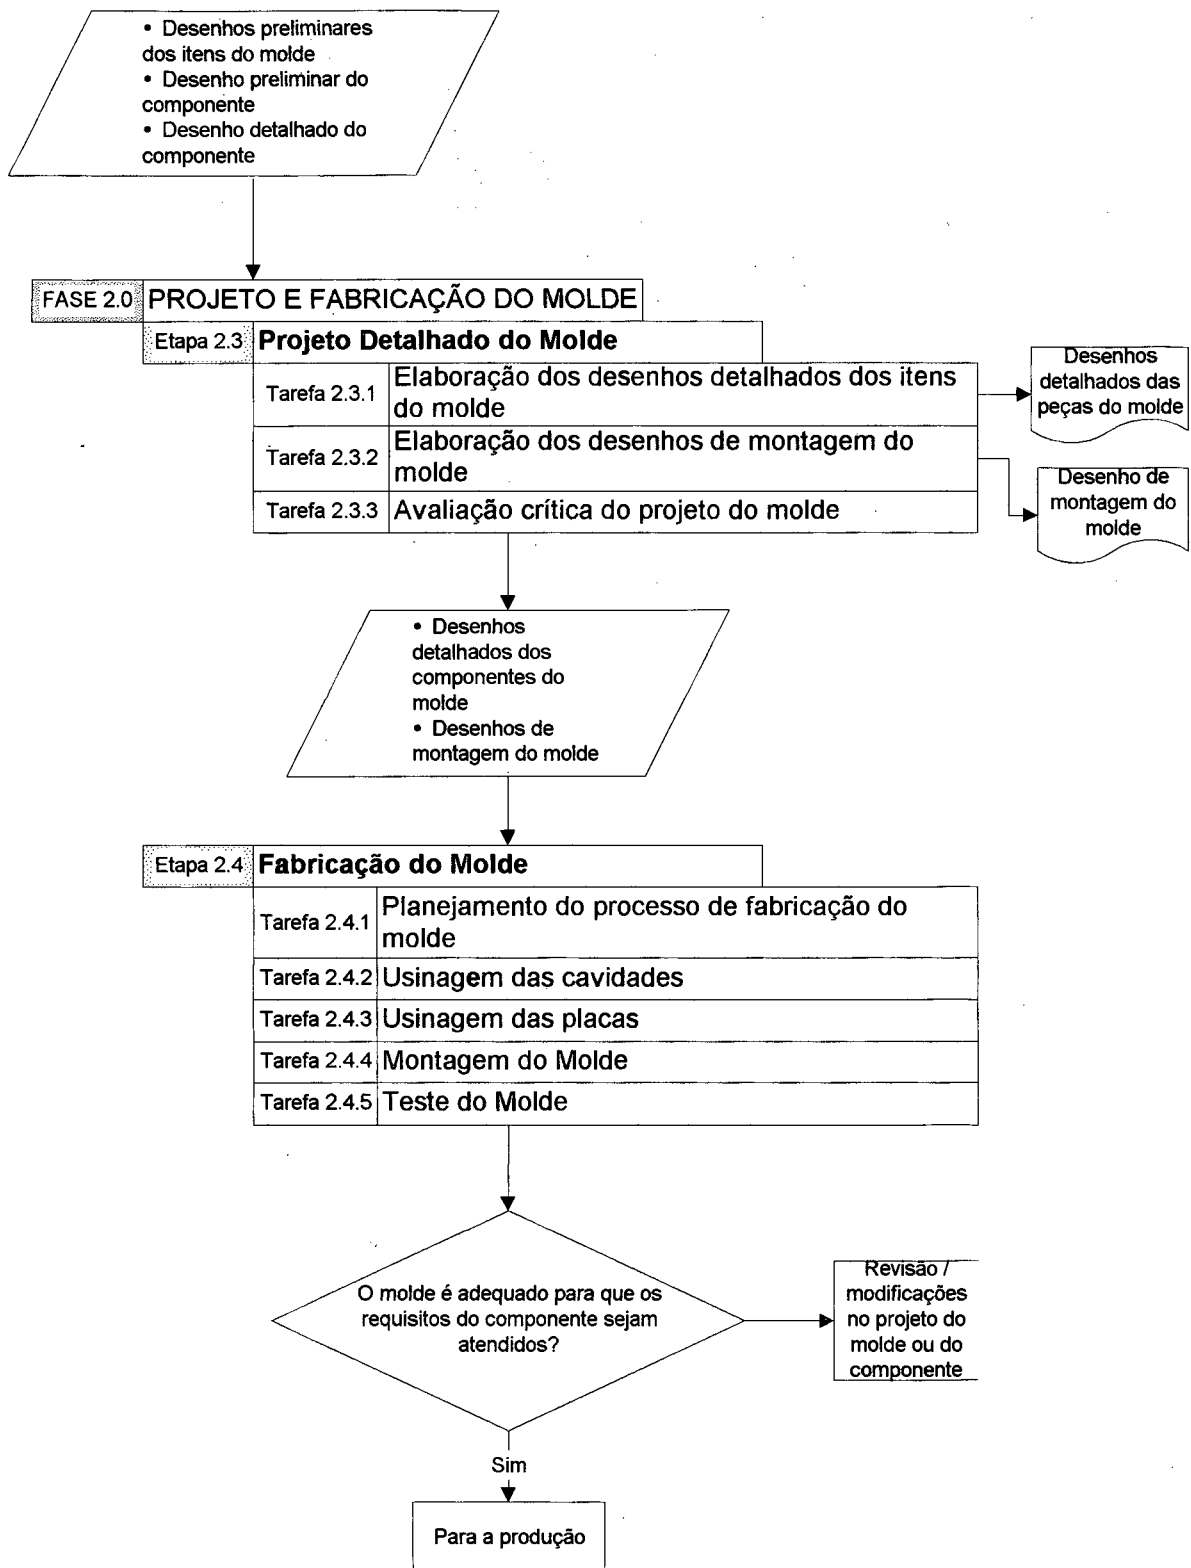 • Desenhos preliminares
dos itens do molde
• Desenho preliminar do
componente
• Desenho detalhado do
componente
FASE 2.0 PROJETO E FABRICAÇÃO DO MOLDE
Etapa 2.3 Projeto Detalhado do Molde
Tarefa 2.3.1 Elaboração dos desenhos detalhados dos itens
do molde
Desenhos
detalhados das
peças do molde
Tarefa 2.3.2 Elaboração dos desenhos de montagem do
molde
Desenho de
montagem do
molde
Tarefa 2.3.3 Avaliação crítica do projeto do molde
• Desenhos
detalhados dos
componentes do
molde
• Desenhos de
montagem do molde
Etapa 2.4 Fabricação do Molde
Tarefa 2.4.1 Planejamento do processo de fabricação do
molde
Tarefa 2.4.2 Usinagem das cavidades
Tarefa 2.4.3 Usinagem das placas
Tarefa 2.4.4 Montagem do Molde
Tarefa 2.4.5 Teste do Molde
O molde é adequado para que os
requisitos do componente sejam
atendidos?
Revisão /
modificações
no projeto do
molde ou do
componente
Sim
Para a produção